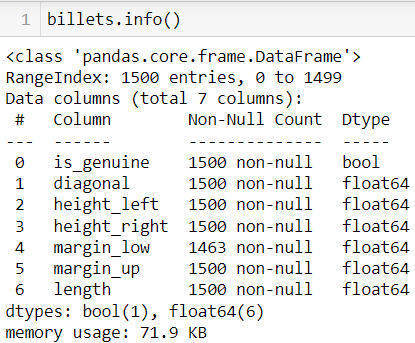 1 billets.info()
<class 'pandas.core.frame.DataFrame'>
RangeIndex: 1500 entries, 0 to 1499
Data columns (total 7 columns):
 #   Column        Non-Null Count  Dtype
---  ------        --------------  -----
 0   is_genuine    1500 non-null   bool
 1   diagonal      1500 non-null   float64
 2   height_left   1500 non-null   float64
 3   height_right  1500 non-null   float64
 4   margin_low    1463 non-null   float64
 5   margin_up     1500 non-null   float64
 6   length        1500 non-null   float64
dtypes: bool(1), float64(6)
memory usage: 71.9 KB